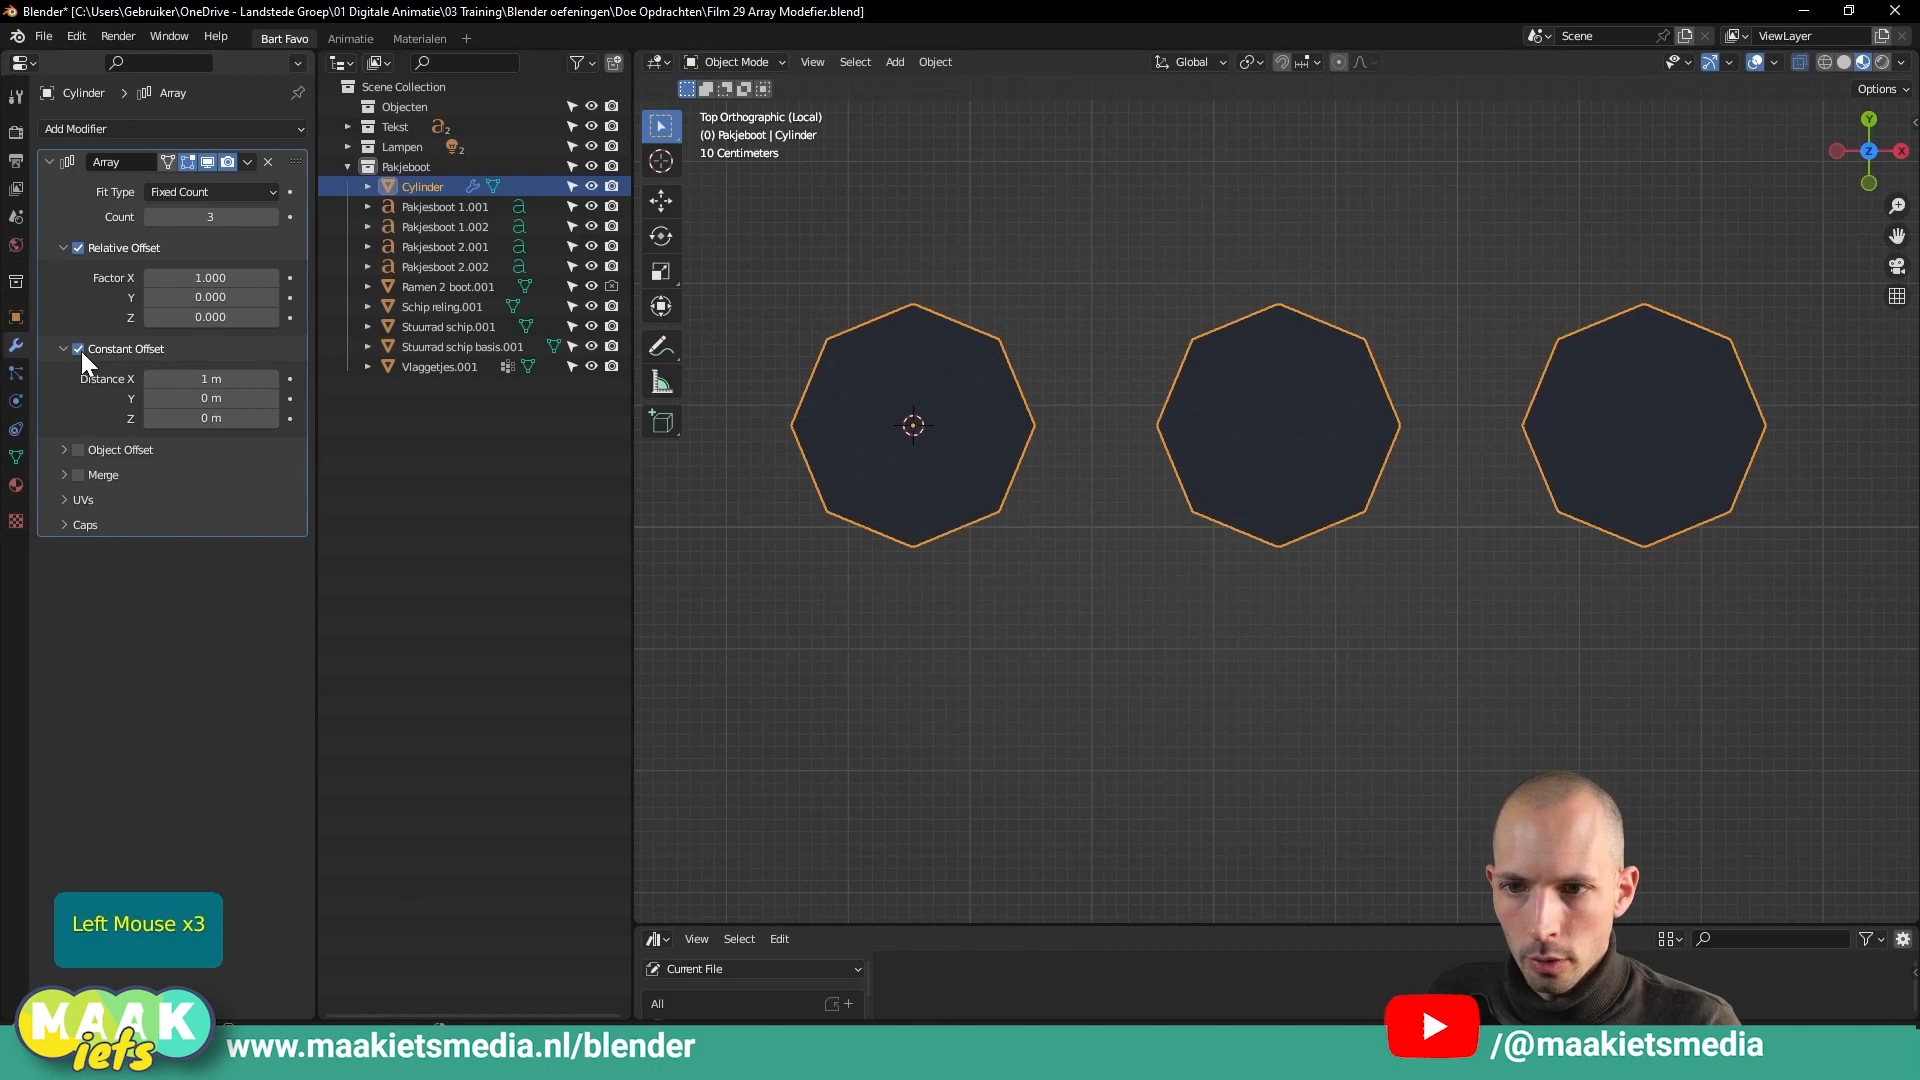 Blender* [C:\Users\Gebruiker\OneDrive - Landstede Groep\01 Digitale Animatie\03 Training\Blender oefeningen\Doe Opdrachten\Film 29 Array Modefier.blend]
File Edit Render Window Help Bart Favo Animatie Materialen + Scene ViewLayer
Object Mode View Select Add Object Global
Options
Cylinder > Array
Add Modifier
Array
Fit Type Fixed Count
Count 3
Relative Offset
Factor X 1.000
Y 0.000
Z 0.000
Constant Offset
Distance X 1 m
Y 0 m
Z 0 m
Object Offset
Merge
UVs
Caps
Scene Collection
Objecten
Tekst 2
Lampen 2
Pakjeboot
Cylinder
Pakjesboot 1.001
Pakjesboot 1.002
Pakjesboot 2.001
Pakjesboot 2.002
Ramen 2 boot.001
Schip reling.001
Stuurrad schip.001
Stuurrad schip basis.001
Vlaggetjes.001
Top Orthographic (Local)
(0) Pakjeboot | Cylinder
10 Centimeters
Y
Z X
View Select Edit
Current File
All
Left Mouse x3
MAAK
iets
www.maakietsmedia.nl/blender
/@maakietsmedia